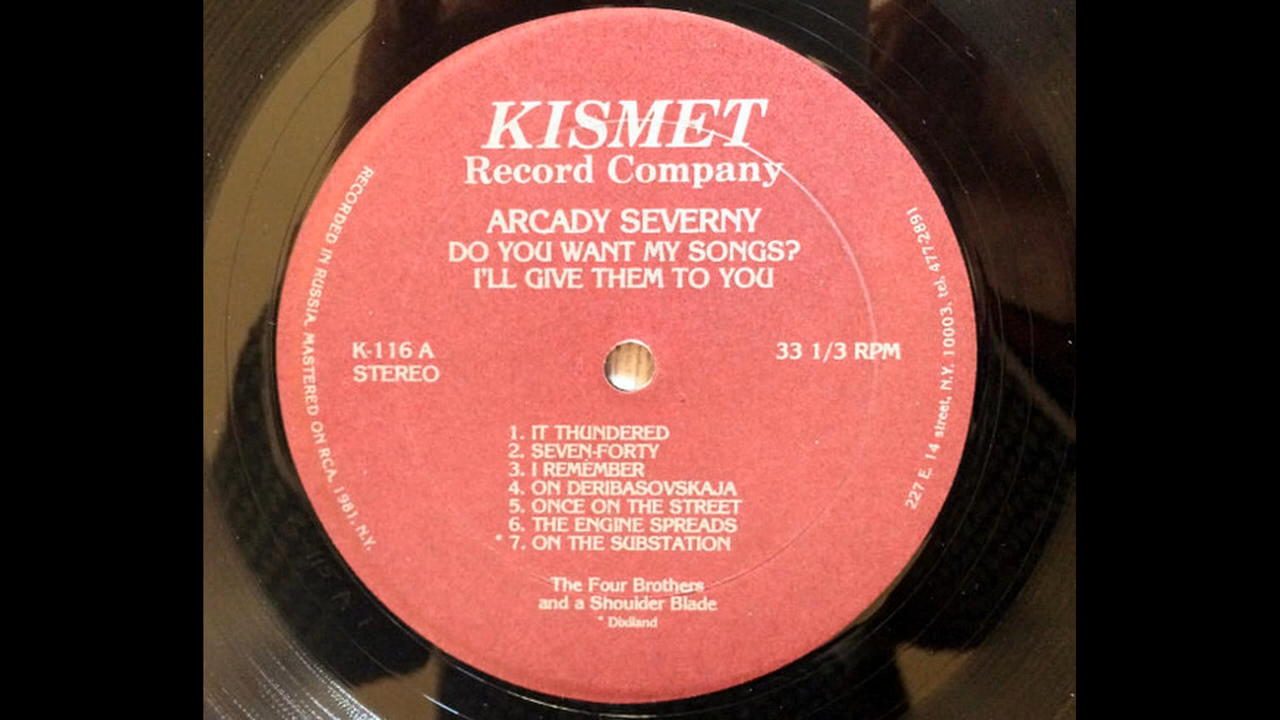 KISMET
Record Company
ARCADY SEVERNY
DO YOU WANT MY SONGS?
I'LL GIVE THEM TO YOU
K-116 A
STEREO
33 1/3 RPM
1. IT THUNDERED
2. SEVEN-FORTY
3. I REMEMBER
4. ON DERIBASOVSKAJA
5. ONCE ON THE STREET
6. THE ENGINE SPREADS
* 7. ON THE SUBSTATION
The Four Brothers
and a Shoulder Blade
* Dixiland
RECORDED IN RUSSIA. MASTERED ON RCA, 1981, N.Y.
227 E. 14 street, N.Y. 10003, tel. 477-2891